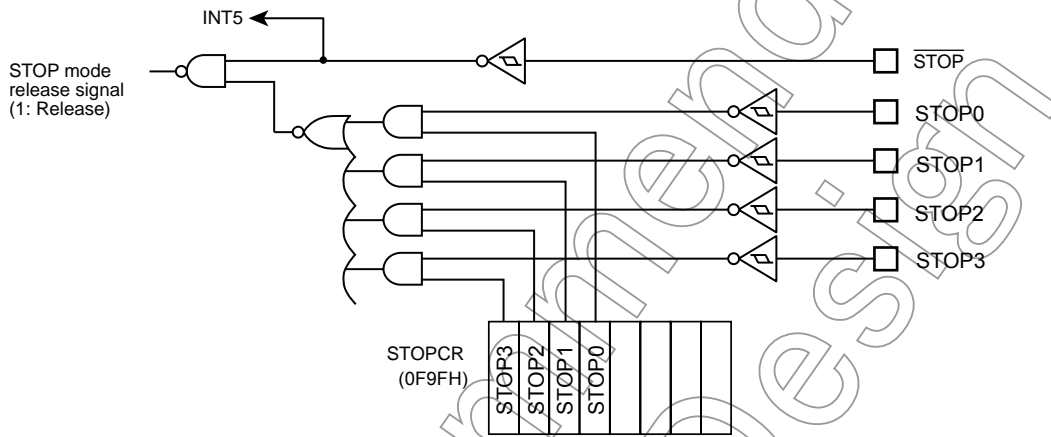 INT5
STOP mode
release signal
(1: Release)
STOP
STOP0
STOP1
STOP2
STOP3
STOPCR
(0F9FH)
STOP3
STOP2
STOP1
STOP0